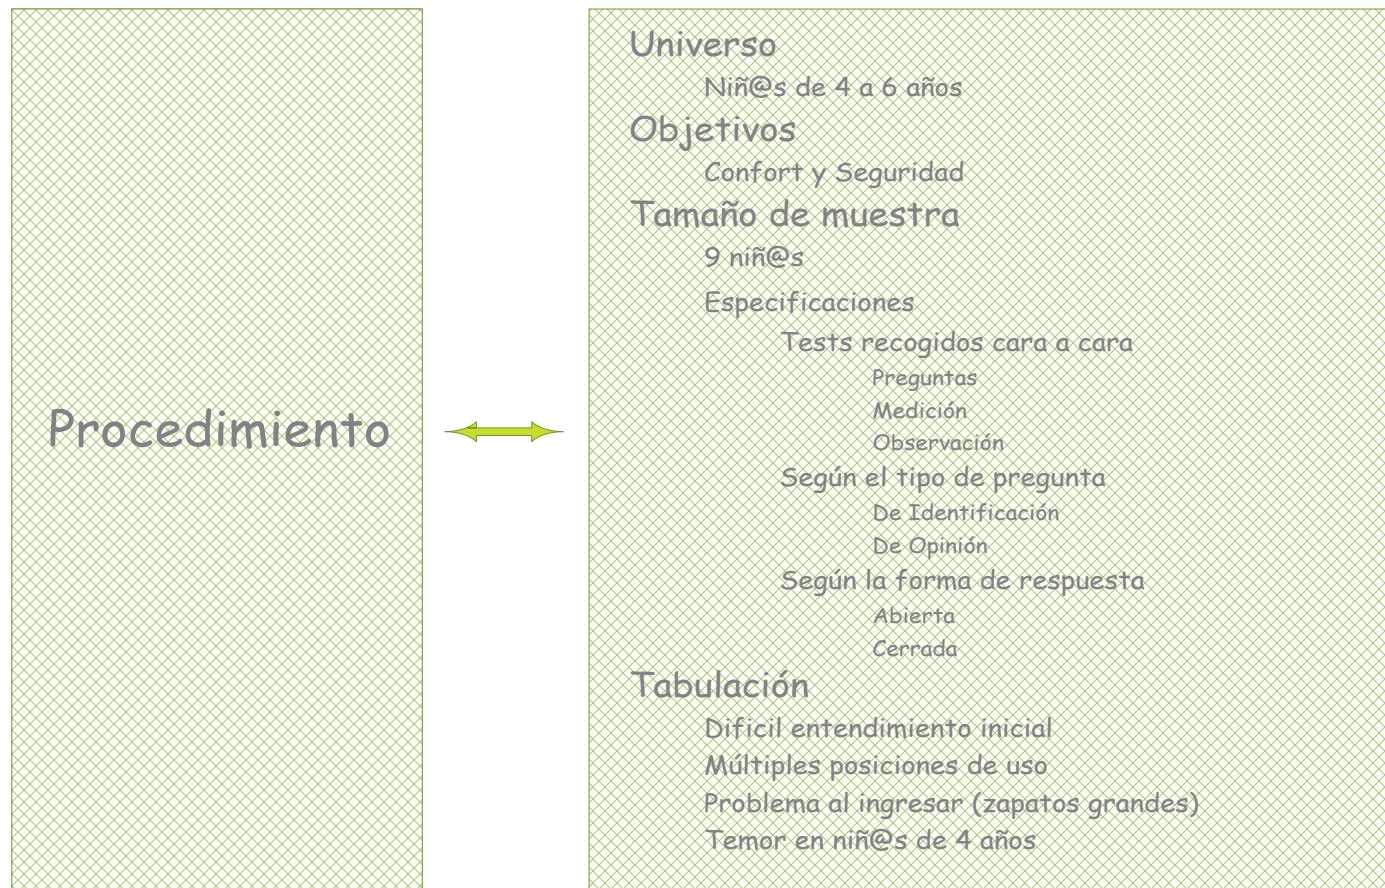 Procedimiento
Universo
Niñ@s de 4 a 6 años
Objetivos
Confort y Seguridad
Tamaño de muestra
9 niñ@s
Especificaciones
Tests recogidos cara a cara
Preguntas
Medición
Observación
Según el tipo de pregunta
De Identificación
De Opinión
Según la forma de respuesta
Abierta
Cerrada
Tabulación
Dificil entendimiento inicial
Múltiples posiciones de uso
Problema al ingresar (zapatos grandes)
Temor en niñ@s de 4 años